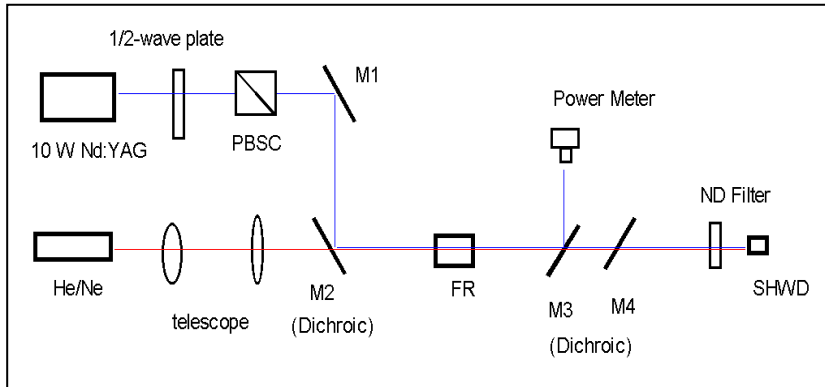 1/2-wave plate
M1
Power Meter
10 W Nd:YAG
PBSC
ND Filter
He/Ne
telescope
M2
(Dichroic)
FR
M3
(Dichroic)
M4
SHWD